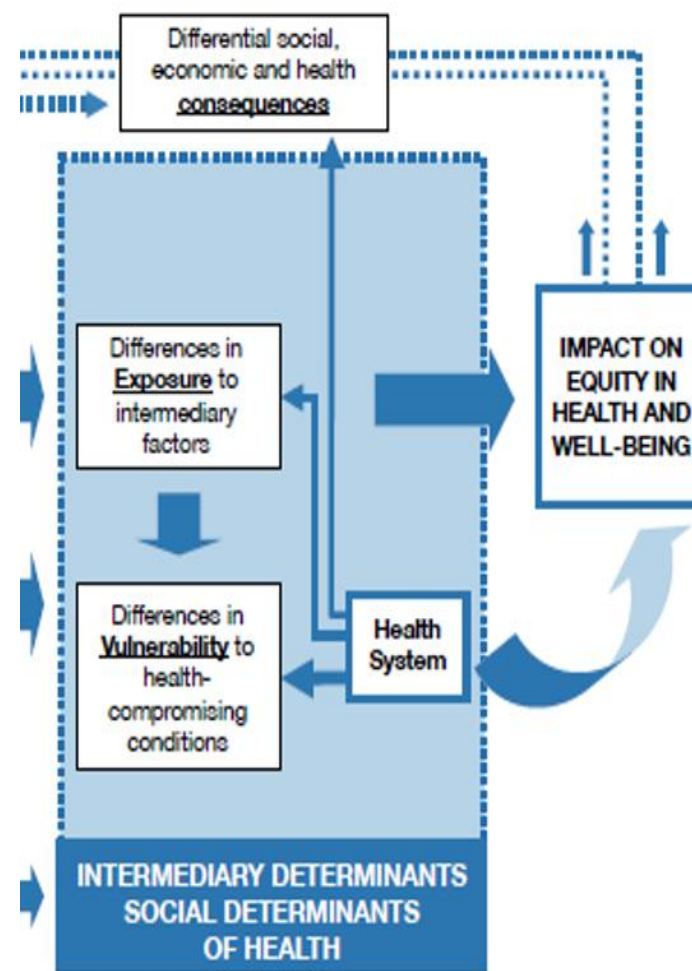 Differential social,
economic and health
consequences
Differences in
Exposure to
intermediary
factors
Differences in
Vulnerability to
health-
compromising
conditions
Health
System
IMPACT ON
EQUITY IN
HEALTH AND
WELL-BEING
INTERMEDIARY DETERMINANTS
SOCIAL DETERMINANTS
OF HEALTH